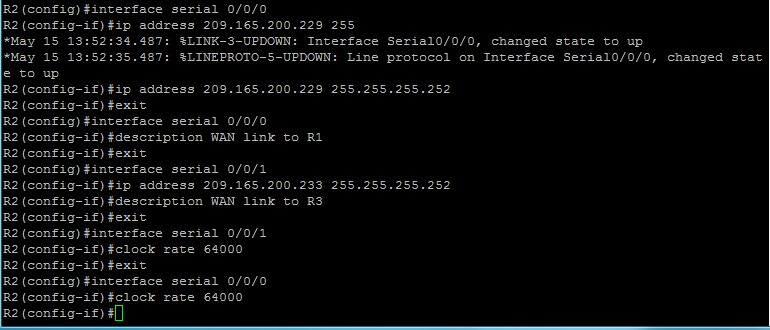 R2(config)#interface serial 0/0/0
R2(config-if)#ip address 209.165.200.229 255
*May 15 13:52:34.487: %LINK-3-UPDOWN: Interface Serial0/0/0, changed state to up
*May 15 13:52:35.487: %LINEPROTO-5-UPDOWN: Line protocol on Interface Serial0/0/0, changed stat
e to up
R2(config-if)#ip address 209.165.200.229 255.255.255.252
R2(config-if)#exit
R2(config)#interface serial 0/0/0
R2(config-if)#description WAN link to R1
R2(config-if)#exit
R2(config)#interface serial 0/0/1
R2(config-if)#ip address 209.165.200.233 255.255.255.252
R2(config-if)#description WAN link to R3
R2(config-if)#exit
R2(config)#interface serial 0/0/1
R2(config-if)#clock rate 64000
R2(config-if)#exit
R2(config)#interface serial 0/0/0
R2(config-if)#clock rate 64000
R2(config-if)#